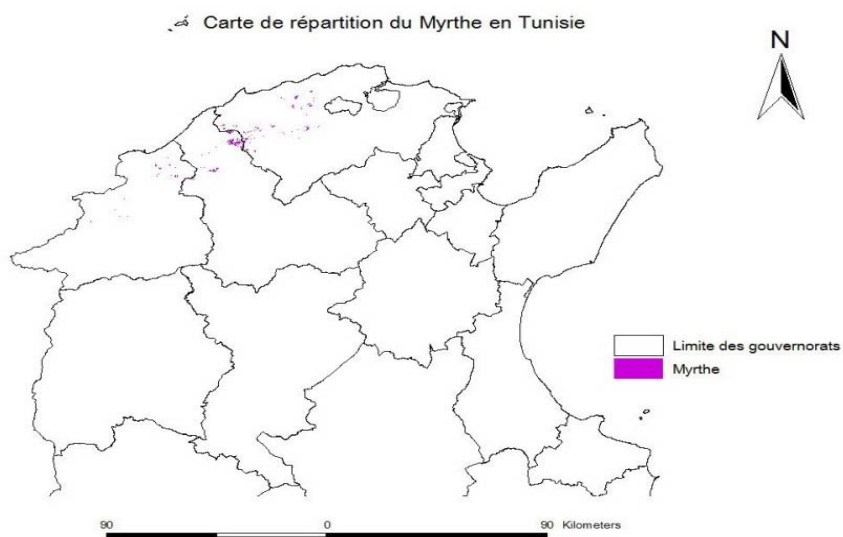 Carte de répartition du Myrthe en Tunisie
N
Limite des gouvernorats
Myrthe
90 0 90 Kilometers